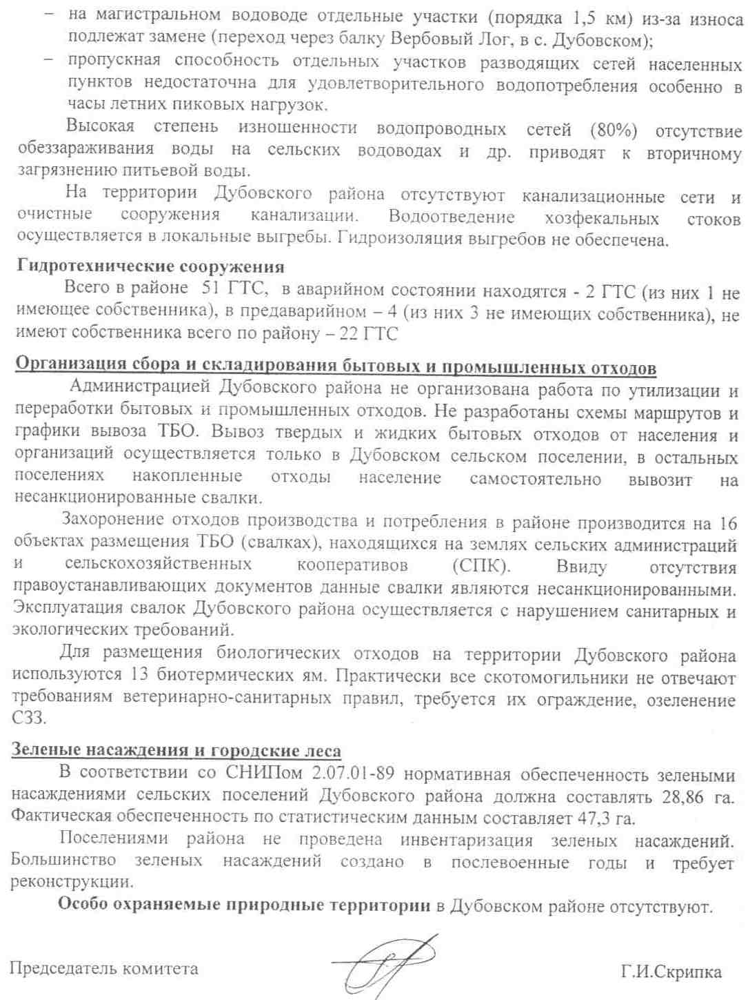 – на магистральном водоводе отдельные участки (порядка 1,5 км) из-за износа
подлежат замене (переход через балку Вербовый Лог, в с. Дубовском);
– пропускная способность отдельных участков разводящих сетей населенных
пунктов недостаточна для удовлетворительного водопотребления особенно в
часы летних пиковых нагрузок.
Высокая степень изношенности водопроводных сетей (80%) отсутствие
обеззараживания воды на сельских водоводах и др. приводят к вторичному
загрязнению питьевой воды.
На территории Дубовского района отсутствуют канализационные сети и
очистные сооружения канализации. Водоотведение хозфекальных стоков
осуществляется в локальные выгребы. Гидроизоляция выгребов не обеспечена.
Гидротехнические сооружения
Всего в районе 51 ГТС, в аварийном состоянии находятся - 2 ГТС (из них 1 не
имеющее собственника), в предаварийном – 4 (из них 3 не имеющих собственника), не
имеют собственника всего по району – 22 ГТС
Организация сбора и складирования бытовых и промышленных отходов
Администрацией Дубовского района не организована работа по утилизации и
переработки бытовых и промышленных отходов. Не разработаны схемы маршрутов и
графики вывоза ТБО. Вывоз твердых и жидких бытовых отходов от населения и
организаций осуществляется только в Дубовском сельском поселении, в остальных
поселениях накопленные отходы население самостоятельно вывозит на
несанкционированные свалки.
Захоронение отходов производства и потребления в районе производится на 16
объектах размещения ТБО (свалках), находящихся на землях сельских администраций
и сельскохозяйственных кооперативов (СПК). Ввиду отсутствия
правоустанавливающих документов данные свалки являются несанкционированными.
Эксплуатация свалок Дубовского района осуществляется с нарушением санитарных и
экологических требований.
Для размещения биологических отходов на территории Дубовского района
используются 13 биотермических ям. Практически все скотомогильники не отвечают
требованиям ветеринарно-санитарных правил, требуется их ограждение, озеленение
СЗЗ.
Зеленые насаждения и городские леса
В соответствии со СНИПом 2.07.01-89 нормативная обеспеченность зелеными
насаждениями сельских поселений Дубовского района должна составлять 28,86 га.
Фактическая обеспеченность по статистическим данным составляет 47,3 га.
Поселениями района не проведена инвентаризация зеленых насаждений.
Большинство зеленых насаждений создано в послевоенные годы и требует
реконструкции.
Особо охраняемые природные территории в Дубовском районе отсутствуют.
Председатель комитета Г.И.Скрипка